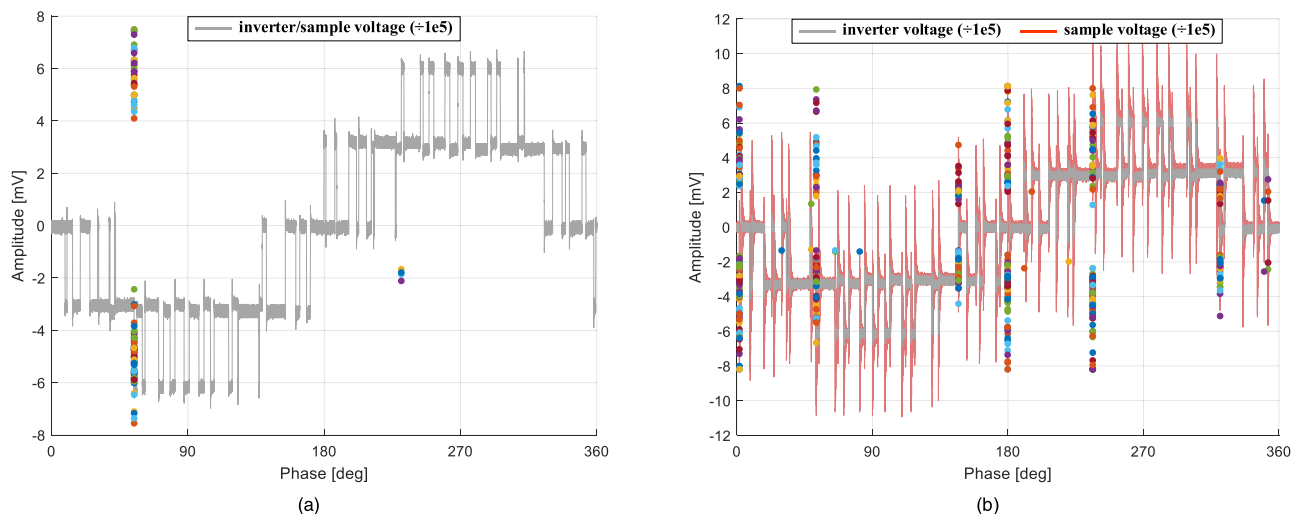 inverter/sample voltage (÷1e5)
8
6
4
2
0
-2
-4
-6
-8
Amplitude [mV]
0 90 180 270 360
Phase [deg]
(a)
inverter voltage (÷1e5) sample voltage (÷1e5)
12
10
8
6
4
2
0
-2
-4
-6
-8
-10
-12
Amplitude [mV]
0 90 180 270 360
Phase [deg]
(b)